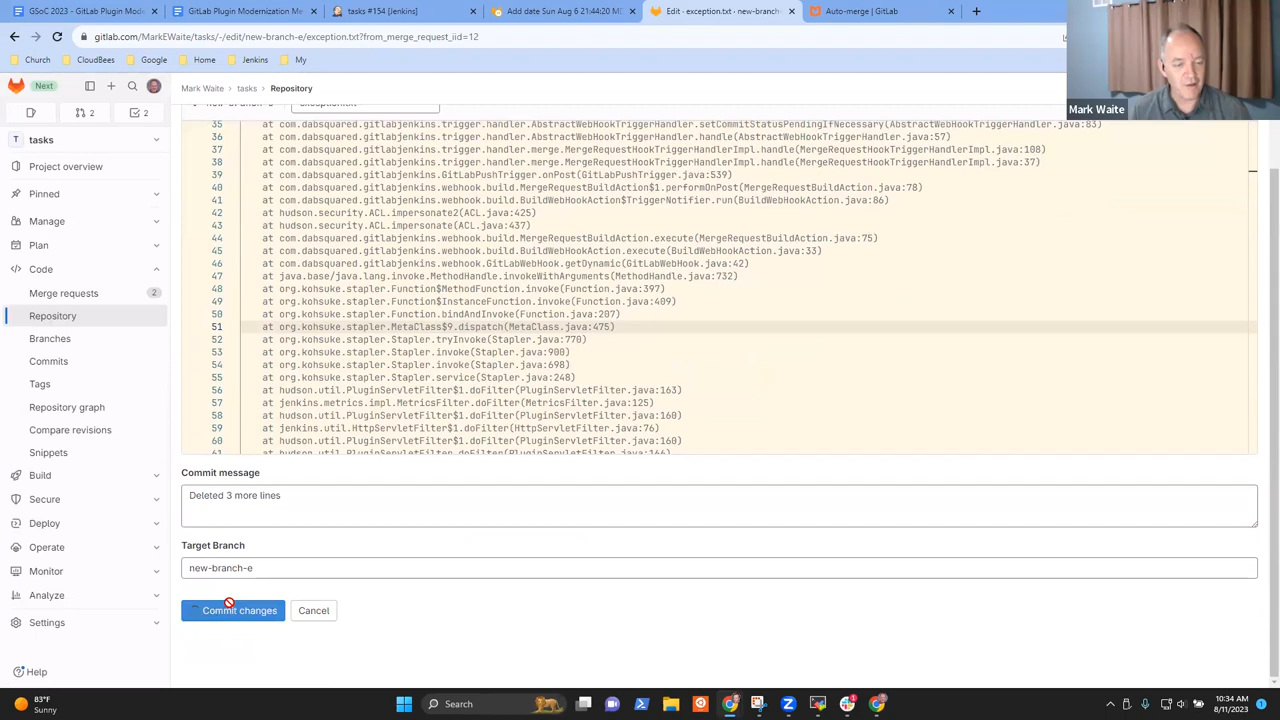 GSoC 2023 - GitLab Plugin Mode
GitLab Plugin Modernization Me
tasks #154 [Jenkins]
Add date Sun Aug 6 21:44:20 M
Edit · exception.txt · new-branch-
Auto-merge | GitLab
gitlab.com/MarkEWaite/tasks/-/edit/new-branch-e/exception.txt?from_merge_request_iid=12
Church
CloudBees
Google
Home
Jenkins
My
Mark Waite
Next
2
2
tasks
T
Project overview
Pinned
Manage
Plan
Code
Merge requests 2
Repository
Branches
Commits
Tags
Repository graph
Compare revisions
Snippets
Build
Secure
Deploy
Operate
Monitor
Analyze
Settings
Help
Mark Waite › tasks › Repository
35 at com.dabsquared.gitlabjenkins.trigger.handler.AbstractWebHookTriggerHandler.setCommitStatusPendingIfNecessary(AbstractWebHookTriggerHandler.java:83)
36 at com.dabsquared.gitlabjenkins.trigger.handler.AbstractWebHookTriggerHandler.handle(AbstractWebHookTriggerHandler.java:57)
37 at com.dabsquared.gitlabjenkins.trigger.handler.merge.MergeRequestHookTriggerHandlerImpl.handle(MergeRequestHookTriggerHandlerImpl.java:108)
38 at com.dabsquared.gitlabjenkins.trigger.handler.merge.MergeRequestHookTriggerHandlerImpl.handle(MergeRequestHookTriggerHandlerImpl.java:37)
39 at com.dabsquared.gitlabjenkins.GitLabPushTrigger.onPost(GitLabPushTrigger.java:539)
40 at com.dabsquared.gitlabjenkins.webhook.build.MergeRequestBuildAction$1.performOnPost(MergeRequestBuildAction.java:78)
41 at com.dabsquared.gitlabjenkins.webhook.build.BuildWebHookAction$TriggerNotifier.run(BuildWebHookAction.java:86)
42 at hudson.security.ACL.impersonate2(ACL.java:425)
43 at hudson.security.ACL.impersonate(ACL.java:437)
44 at com.dabsquared.gitlabjenkins.webhook.build.MergeRequestBuildAction.execute(MergeRequestBuildAction.java:75)
45 at com.dabsquared.gitlabjenkins.webhook.build.BuildWebHookAction.execute(BuildWebHookAction.java:33)
46 at com.dabsquared.gitlabjenkins.webhook.GitLabWebHook.getDynamic(GitLabWebHook.java:42)
47 at java.base/java.lang.invoke.MethodHandle.invokeWithArguments(MethodHandle.java:732)
48 at org.kohsuke.stapler.Function$MethodFunction.invoke(Function.java:397)
49 at org.kohsuke.stapler.Function$InstanceFunction.invoke(Function.java:409)
50 at org.kohsuke.stapler.Function.bindAndInvoke(Function.java:207)
51 at org.kohsuke.stapler.MetaClass$9.dispatch(MetaClass.java:475)
52 at org.kohsuke.stapler.Stapler.tryInvoke(Stapler.java:770)
53 at org.kohsuke.stapler.Stapler.invoke(Stapler.java:900)
54 at org.kohsuke.stapler.Stapler.invoke(Stapler.java:698)
55 at org.kohsuke.stapler.Stapler.service(Stapler.java:248)
56 at hudson.util.PluginServletFilter$1.doFilter(PluginServletFilter.java:163)
57 at jenkins.metrics.impl.MetricsFilter.doFilter(MetricsFilter.java:125)
58 at hudson.util.PluginServletFilter$1.doFilter(PluginServletFilter.java:160)
59 at jenkins.util.HttpServletFilter$1.doFilter(HttpServletFilter.java:76)
60 at hudson.util.PluginServletFilter$1.doFilter(PluginServletFilter.java:160)
61 at hudson.util.PluginServletFilter.doFilter(PluginServletFilter.java:166)
Commit message
Deleted 3 more lines
Target Branch
new-branch-e
Commit changes
Cancel
83°F
Sunny
Search
10:34 AM
8/11/2023